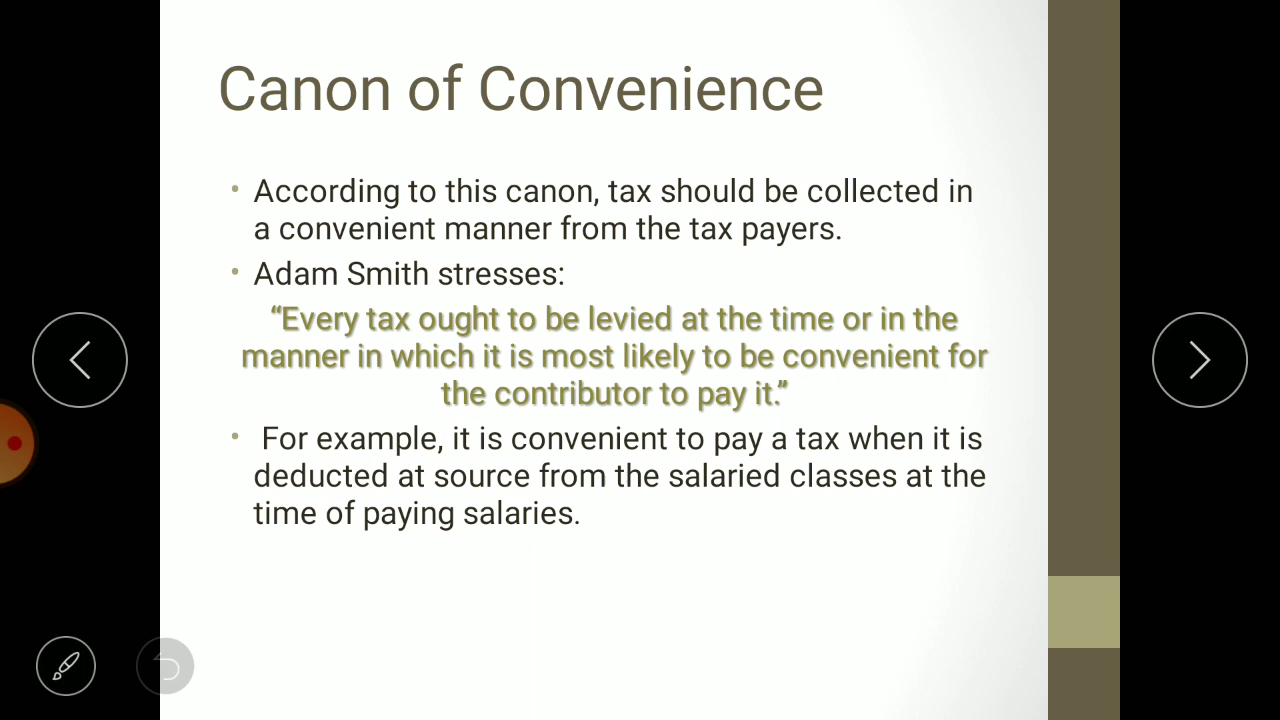 Canon of Convenience
• According to this canon, tax should be collected in
a convenient manner from the tax payers.
• Adam Smith stresses:
“Every tax ought to be levied at the time or in the
manner in which it is most likely to be convenient for
the contributor to pay it.”
• For example, it is convenient to pay a tax when it is
deducted at source from the salaried classes at the
time of paying salaries.